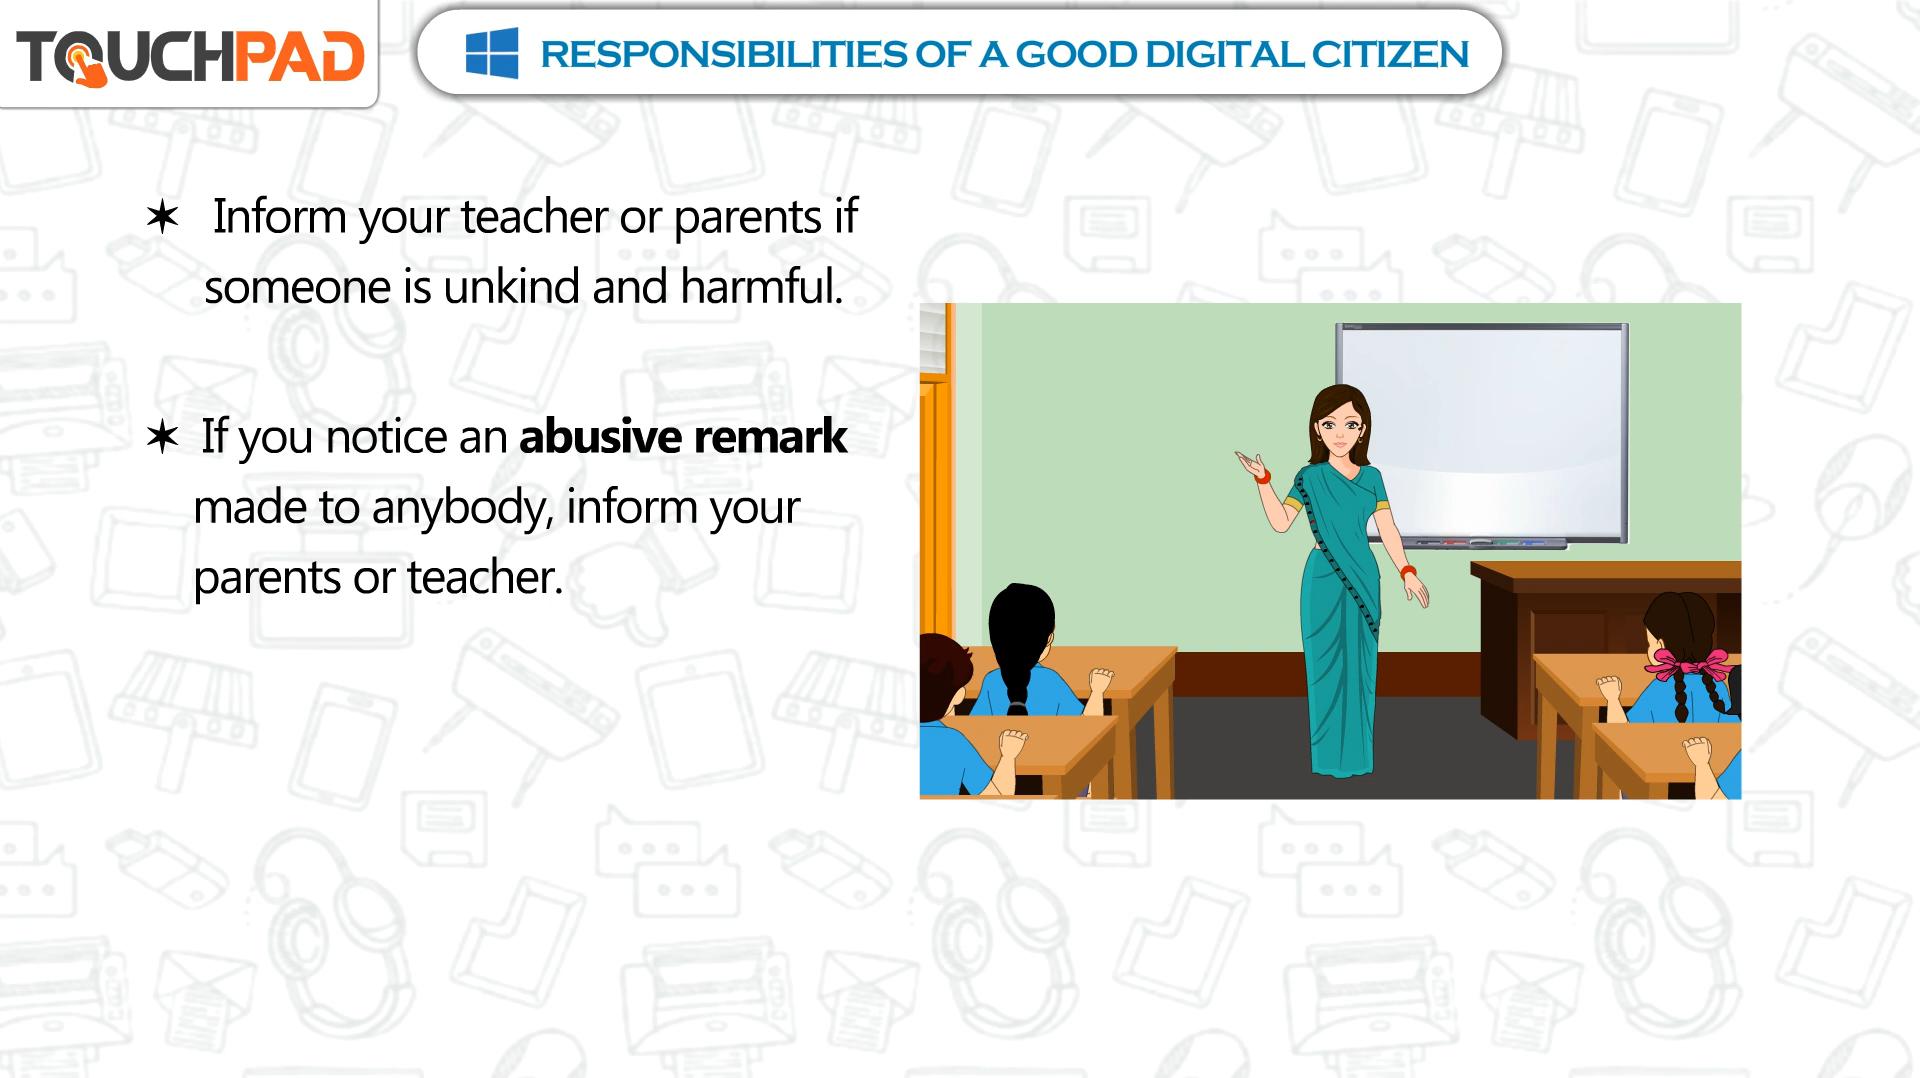 TOUCHPAD
RESPONSIBILITIES OF A GOOD DIGITAL CITIZEN
✶ Inform your teacher or parents if
someone is unkind and harmful.
✶ If you notice an abusive remark
made to anybody, inform your
parents or teacher.